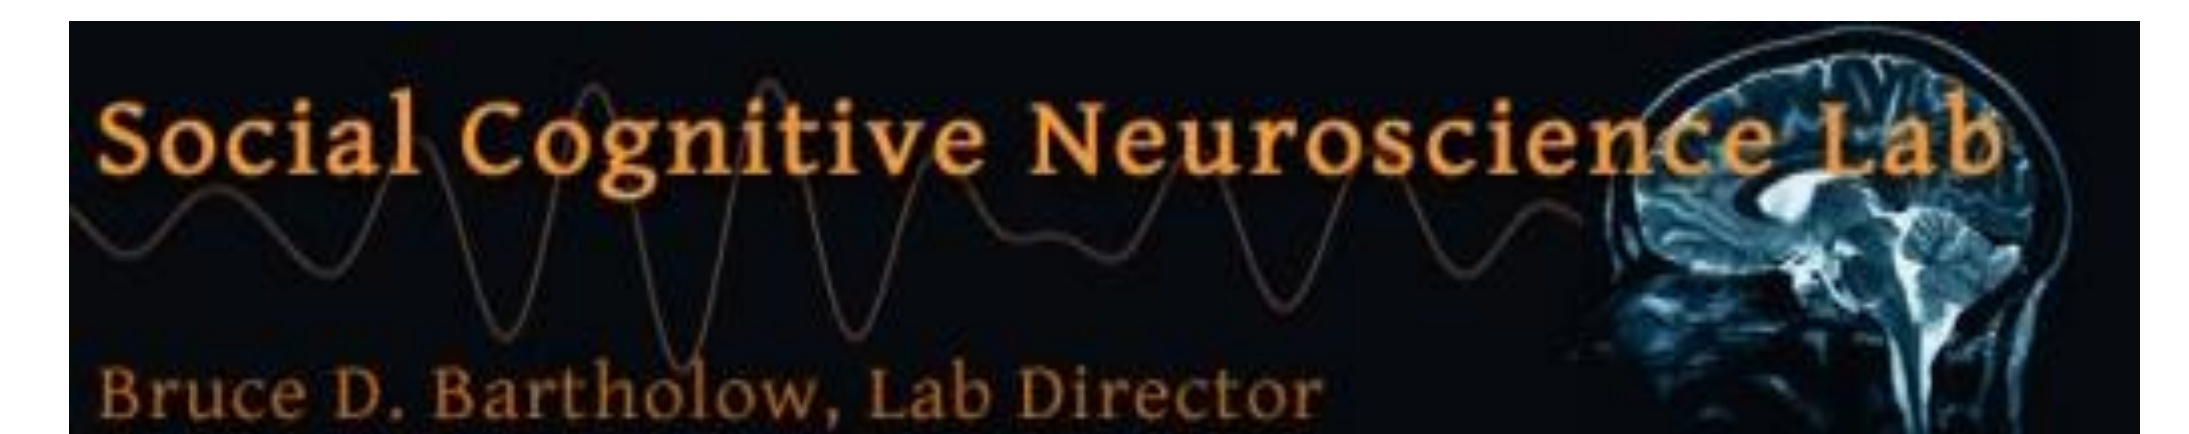 Social Cognitive Neuroscience Lab
Bruce D. Bartholow, Lab Director